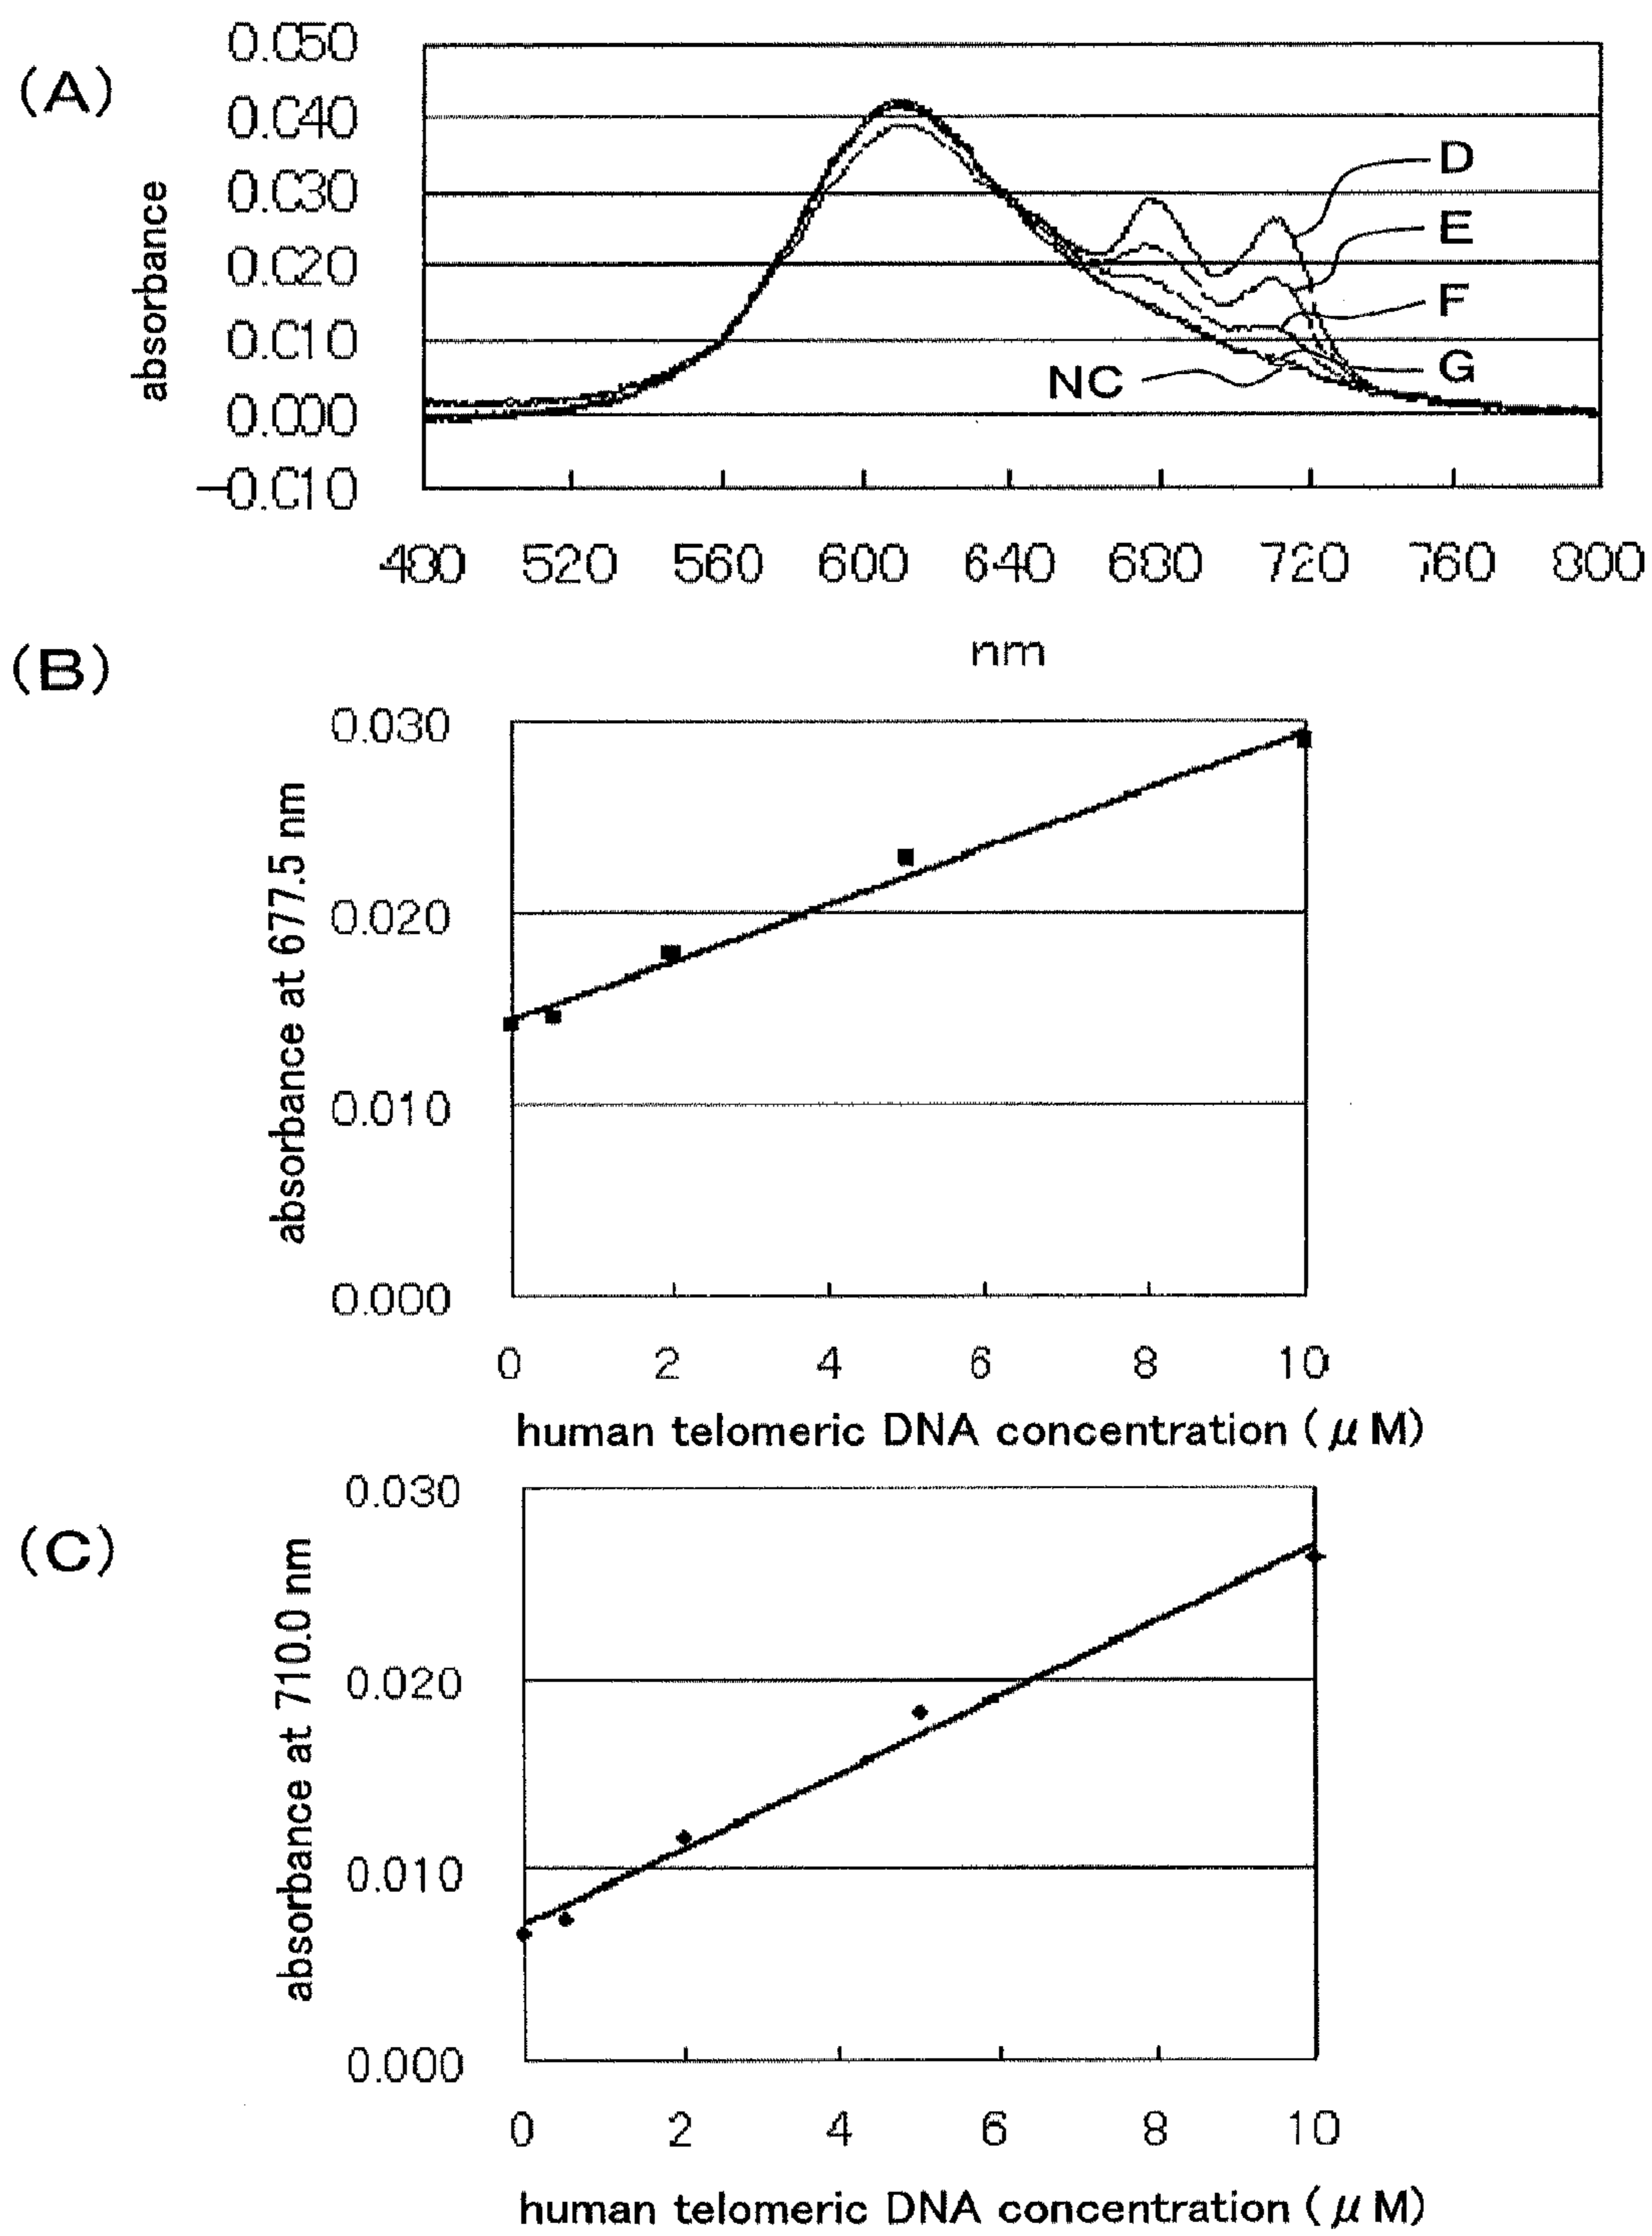 (A)
absorbance
0.050
0.040
0.030
0.020
0.010
0.000
-0.010
D
E
F
G
NC
480 520 560 600 640 680 720 760 800
nm
(B)
absorbance at 677.5 nm
0.030
0.020
0.010
0.000
0 2 4 6 8 10
human telomeric DNA concentration (μM)
(C)
absorbance at 710.0 nm
0.030
0.020
0.010
0.000
0 2 4 6 8 10
human telomeric DNA concentration (μM)